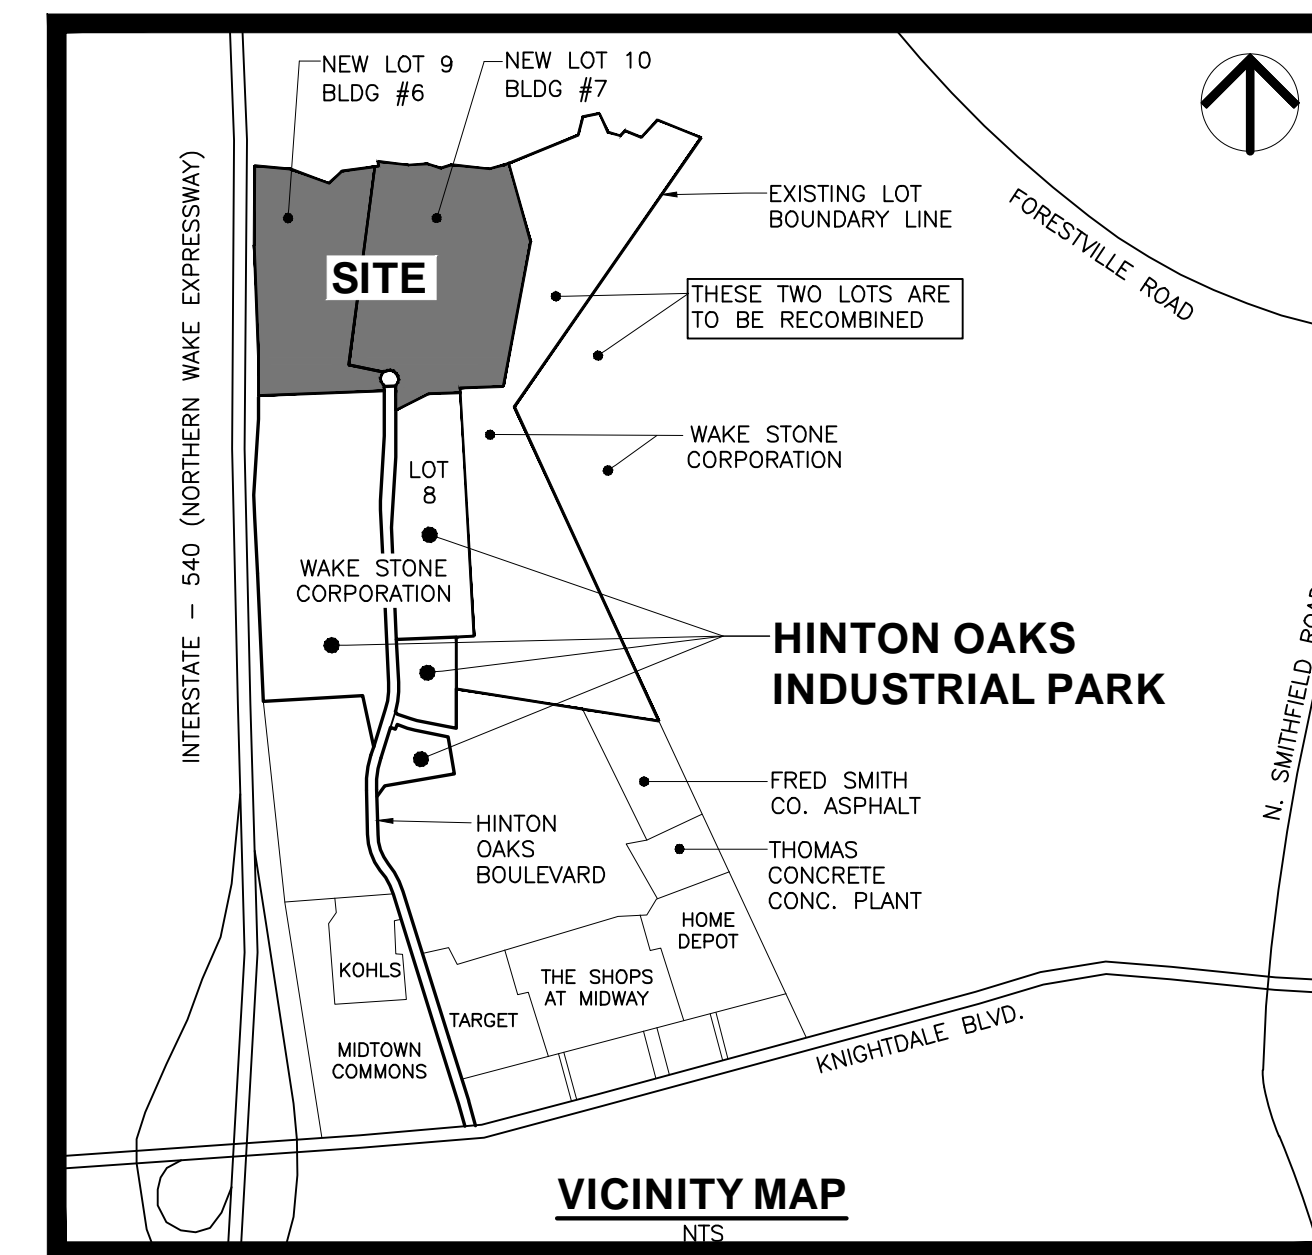 NEW LOT 9
BLDG #6
NEW LOT 10
BLDG #7
INTERSTATE - 540 (NORTHERN WAKE EXPRESSWAY)
EXISTING LOT
BOUNDARY LINE
FORESTVILLE ROAD
SITE
THESE TWO LOTS ARE
TO BE RECOMBINED
WAKE STONE
CORPORATION
LOT
8
WAKE STONE
CORPORATION
HINTON OAKS
INDUSTRIAL PARK
N. SMITHFIELD ROAD
FRED SMITH
CO. ASPHALT
HINTON
OAKS
BOULEVARD
THOMAS
CONCRETE
CONC. PLANT
HOME
DEPOT
KOHLS
THE SHOPS
AT MIDWAY
TARGET
MIDTOWN
COMMONS
KNIGHTDALE BLVD.
VICINITY MAP
NTS